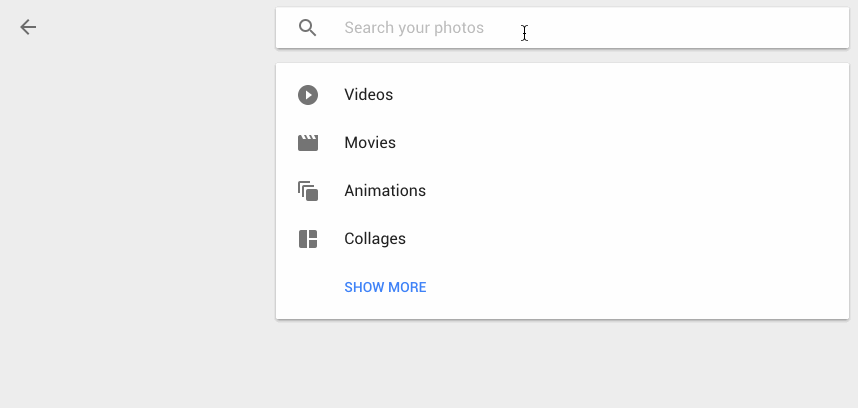 Search your photos
Videos
Movies
Animations
Collages
SHOW MORE